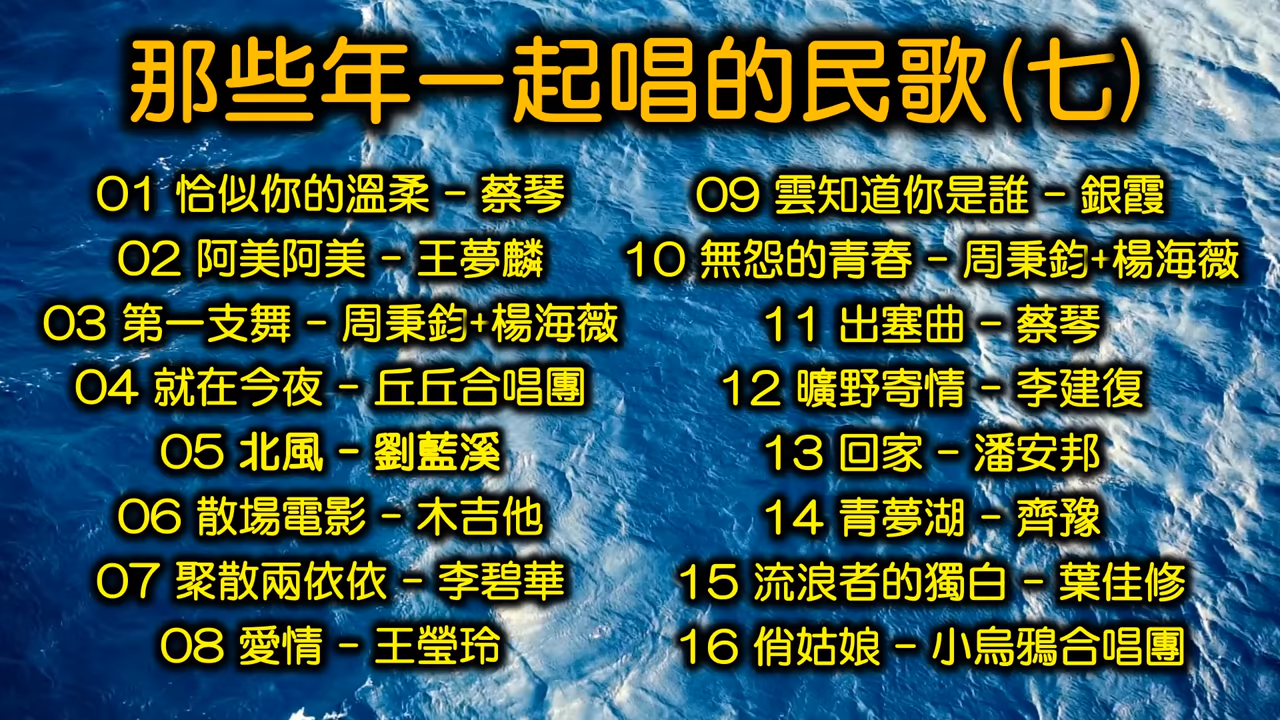 那些年一起唱的民歌(七)
01 恰似你的溫柔 - 蔡琴
02 阿美阿美 - 王夢麟
03 第一支舞 - 周秉鈞+楊海薇
04 就在今夜 - 丘丘合唱團
05 北風 - 劉藍溪
06 散場電影 - 木吉他
07 聚散兩依依 - 李碧華
08 愛情 - 王瑩玲
09 雲知道你是誰 - 銀霞
10 無怨的青春 - 周秉鈞+楊海薇
11 出塞曲 - 蔡琴
12 曠野寄情 - 李建復
13 回家 - 潘安邦
14 青夢湖 - 齊豫
15 流浪者的獨白 - 葉佳修
16 俏姑娘 - 小烏鴉合唱團